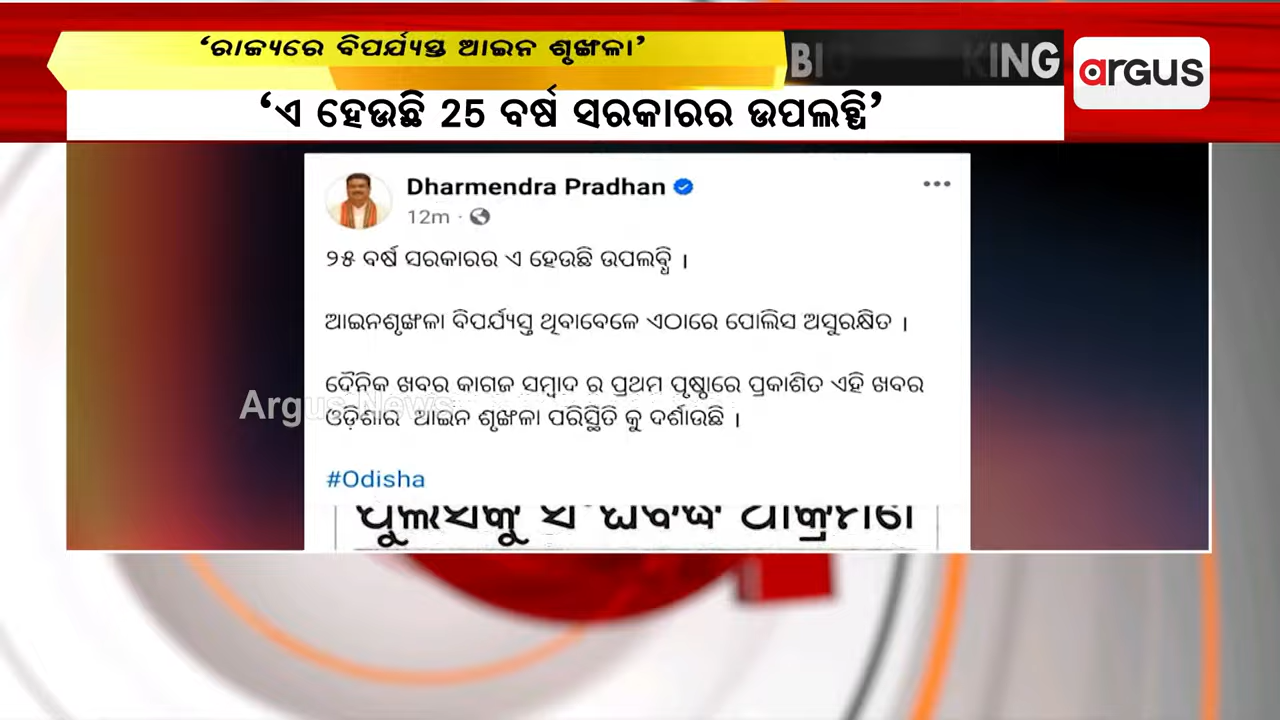 ‘ରାଜ୍ୟରେ ବିପର୍ଯ୍ୟସ୍ତ ଆଇନ ଶୃଙ୍ଖଳା’
argus
‘ଏ ହେଉଛି 25 ବର୍ଷ ସରକାରର ଉପଲବ୍ଧି’
Dharmendra Pradhan
12m
୨୫ ବର୍ଷ ସରକାରର ଏ ହେଉଛି ଉପଲବ୍ଧି ।
ଆଇନଶୃଙ୍ଖଳା ବିପର୍ଯ୍ୟସ୍ତ ଥିବାବେଳେ ଏଠାରେ ପୋଲିସ ଅସୁରକ୍ଷିତ ।
ଦୈନିକ ଖବର କାଗଜ ସମ୍ବାଦ ର ପ୍ରଥମ ପୃଷ୍ଠାରେ ପ୍ରକାଶିତ ଏହି ଖବର
Argus News
ଓଡ଼ିଶାର ଆଇନ ଶୃଙ୍ଖଳା ପରିସ୍ଥିତି କୁ ଦର୍ଶାଉଛି ।
#Odisha